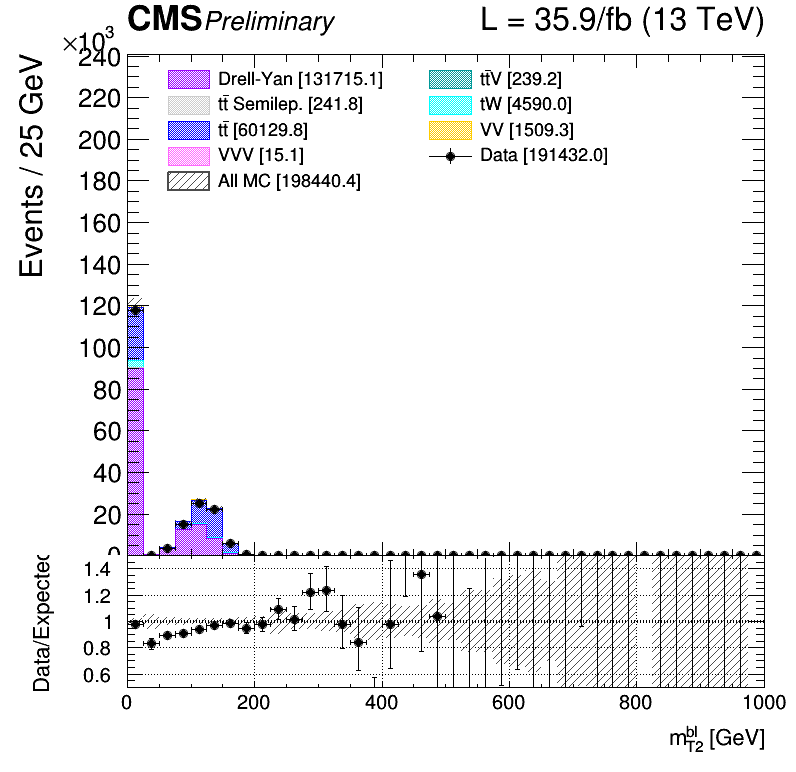 CMS Preliminary L = 35.9/fb (13 TeV)
×10³
Events / 25 GeV
240
220
200
180
160
140
120
100
80
60
40
20
0
Drell-Yan [131715.1]
tt̄ Semilep. [241.8]
tt̄ [60129.8]
VVV [15.1]
All MC [198440.4]
tt̄V [239.2]
tW [4590.0]
VV [1509.3]
Data [191432.0]
Data/Expected
1.4
1.2
1
0.8
0.6
0 200 400 600 800 1000
m_{T2}^{bl} [GeV]